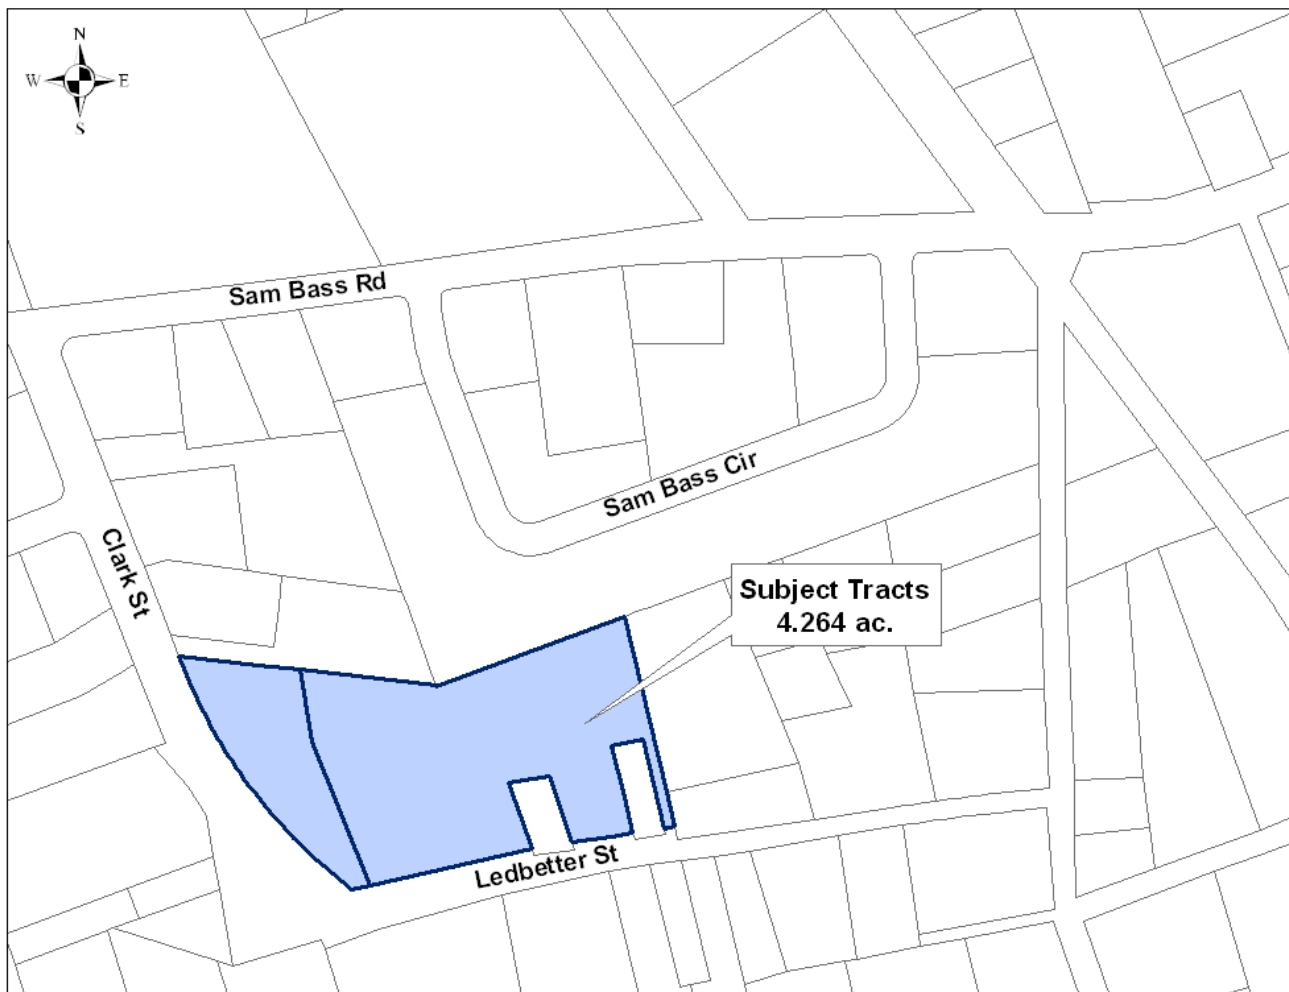 N
W E
S
Sam Bass Rd
Sam Bass Cir
Clark St
Subject Tracts
4.264 ac.
Ledbetter St